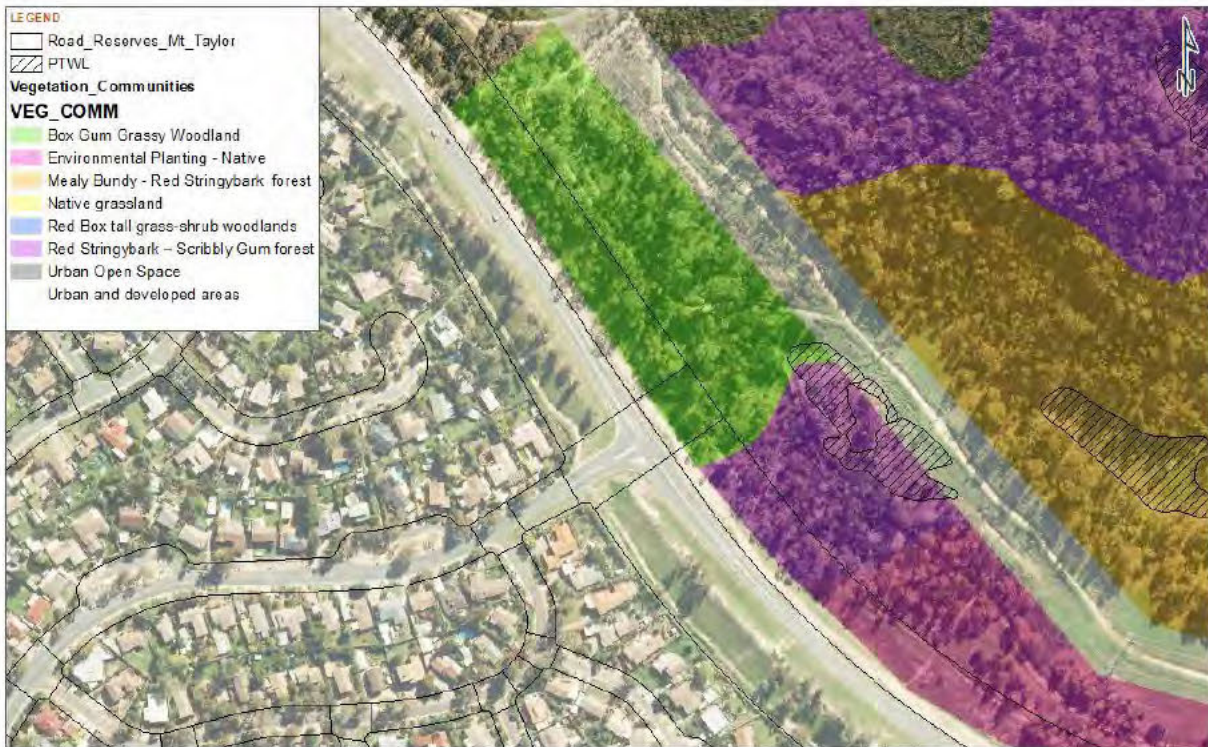 LEGEND
Road_Reserves_Mt_Taylor
PTWL
Vegetation_Communities
VEG_COMM
Box Gum Grassy Woodland
Environmental Planting - Native
Mealy Bundy - Red Stringybark forest
Native grassland
Red Box tall grass-shrub woodlands
Red Stringybark – Scribbly Gum forest
Urban Open Space
Urban and developed areas
N